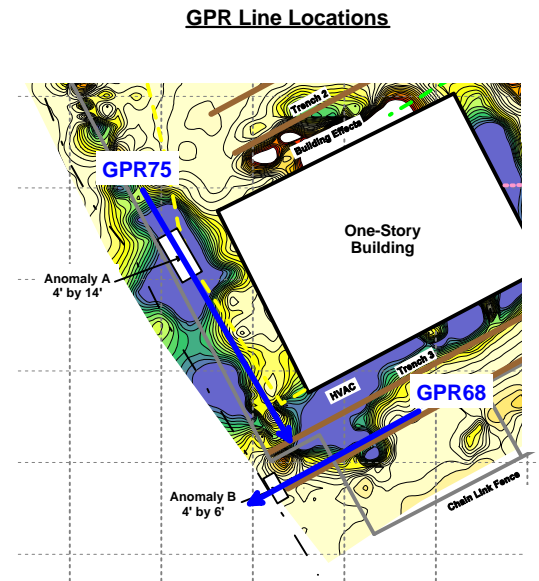 GPR Line Locations
Trench 2
Building Effects
GPR75
One-Story
Building
Anomaly A
4' by 14'
HVAC
Trench 3
GPR68
Anomaly B
4' by 6'
Chain Link Fence